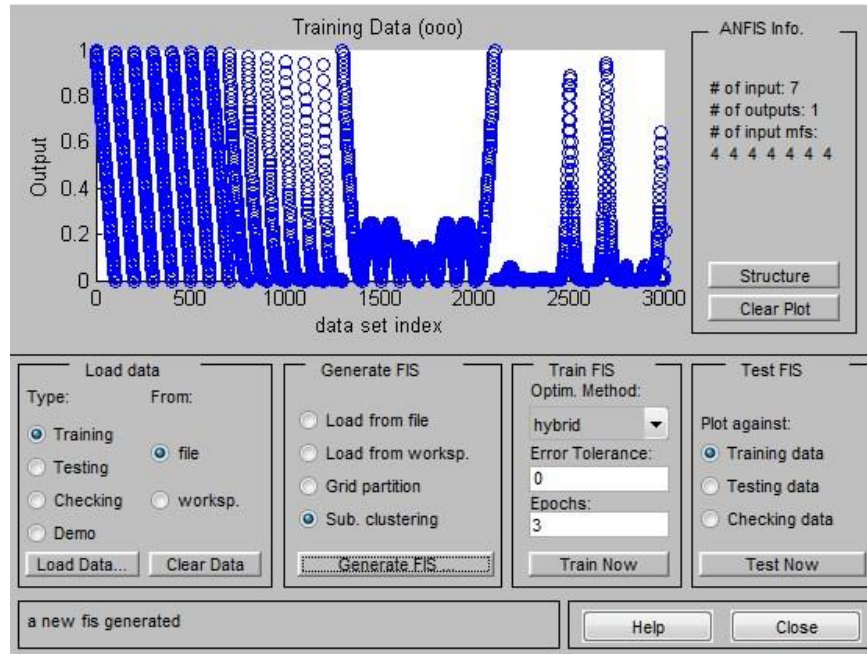 Training Data (ooo)
1
0.8
0.6
0.4
0.2
0
Output
0
500
1000
1500
2000
2500
3000
data set index
ANFIS Info.
# of input: 7
# of outputs: 1
# of input mfs:
4 4 4 4 4 4 4
Structure
Clear Plot
Load data
Type:
From:
Training
Testing
Checking
Demo
file
worksp.
Load Data...
Clear Data
Generate FIS
Load from file
Load from worksp.
Grid partition
Sub. clustering
Generate FIS ...
Train FIS
Optim. Method:
hybrid
Error Tolerance:
0
Epochs:
3
Train Now
Test FIS
Plot against:
Training data
Testing data
Checking data
Test Now
a new fis generated
Help
Close